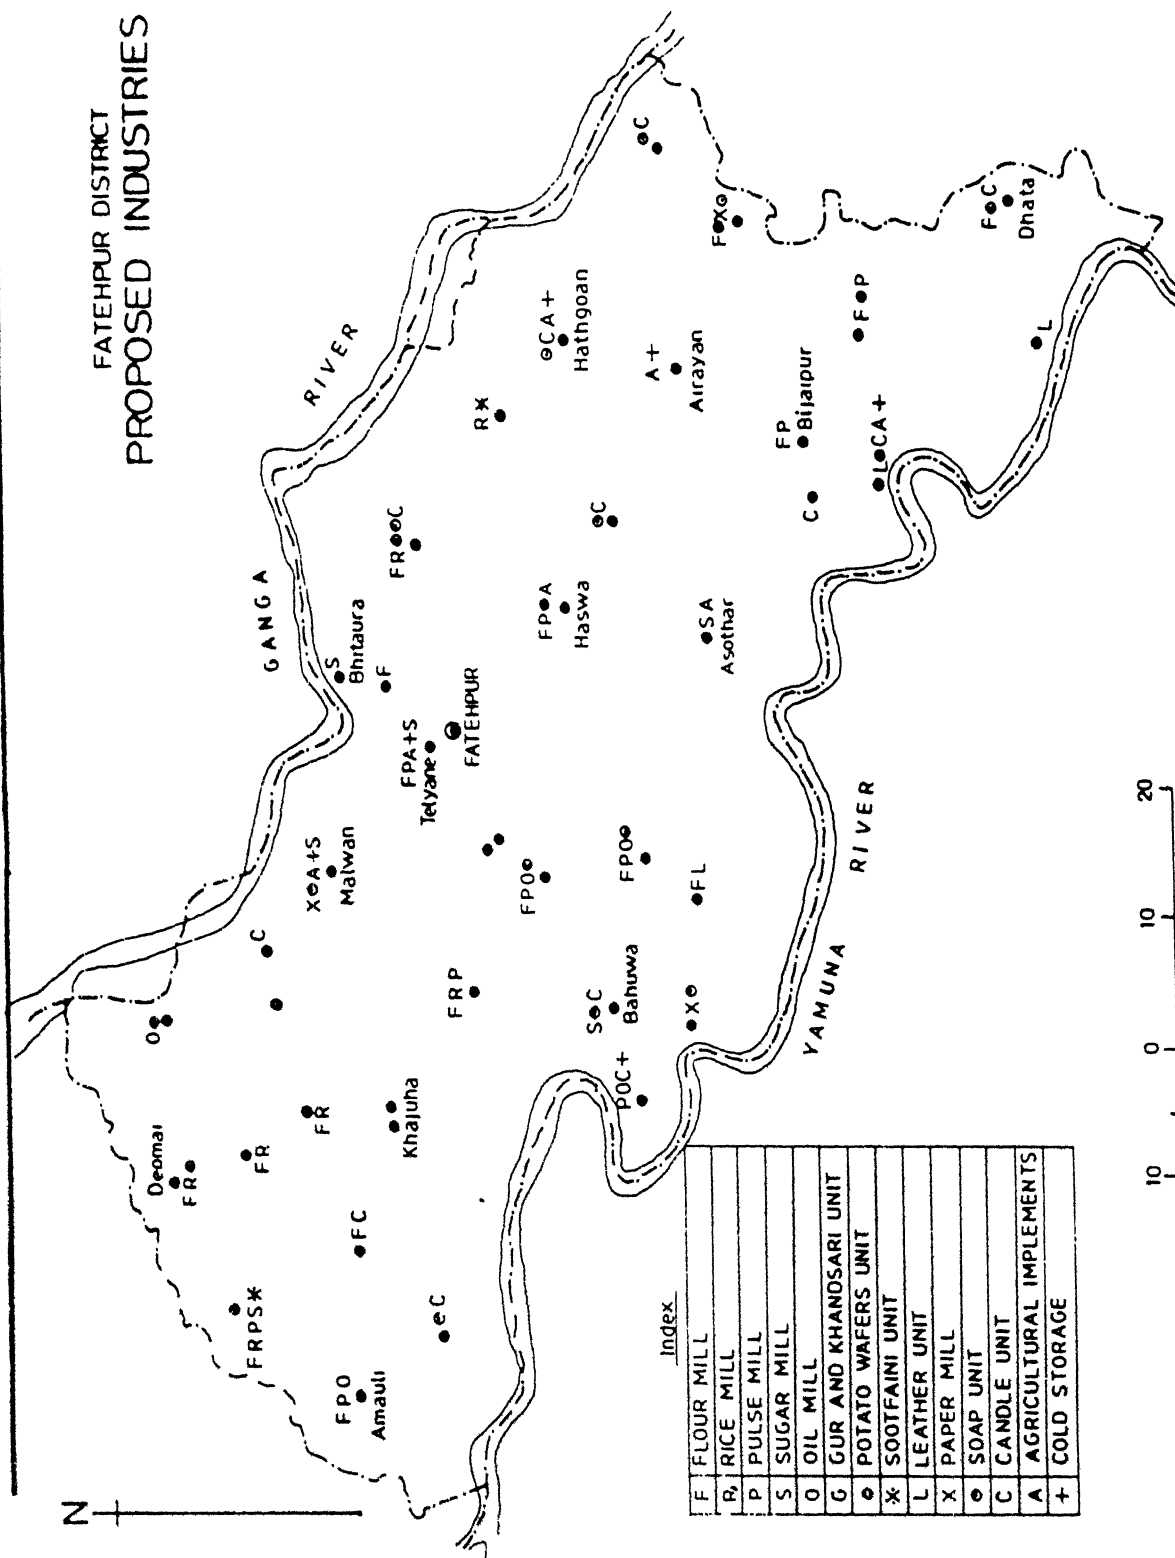 FATEHPUR DISTRICT
PROPOSED INDUSTRIES
N
GANGA
RIVER
O
Deomai
FR
FR
FR
C
FRPS*
FPO
Amauli
FC
eC
Khajuha
FRP
X A+S
Malwan
FPA+S
Telyane
FATEHPUR
S
Bhitaura
F
FR C
R*
CA+
Hathgoan
C
FP A
Haswa
C
A+
Airayan
F X
FPO
FPO
FL
S C
Bahuwa
POC+
X
SA
Asothar
C
FP
Bijaipur
L CA+
F P
F C
Dhata
L
YAMUNA
RIVER
Index
F FLOUR MILL
R, RICE MILL
P PULSE MILL
S SUGAR MILL
O OIL MILL
G GUR AND KHANDSARI UNIT
POTATO WAFERS UNIT
* SOOTFAINI UNIT
L LEATHER UNIT
X PAPER MILL
SOAP UNIT
C CANDLE UNIT
A AGRICULTURAL IMPLEMENTS
+ COLD STORAGE
10 0 10 20